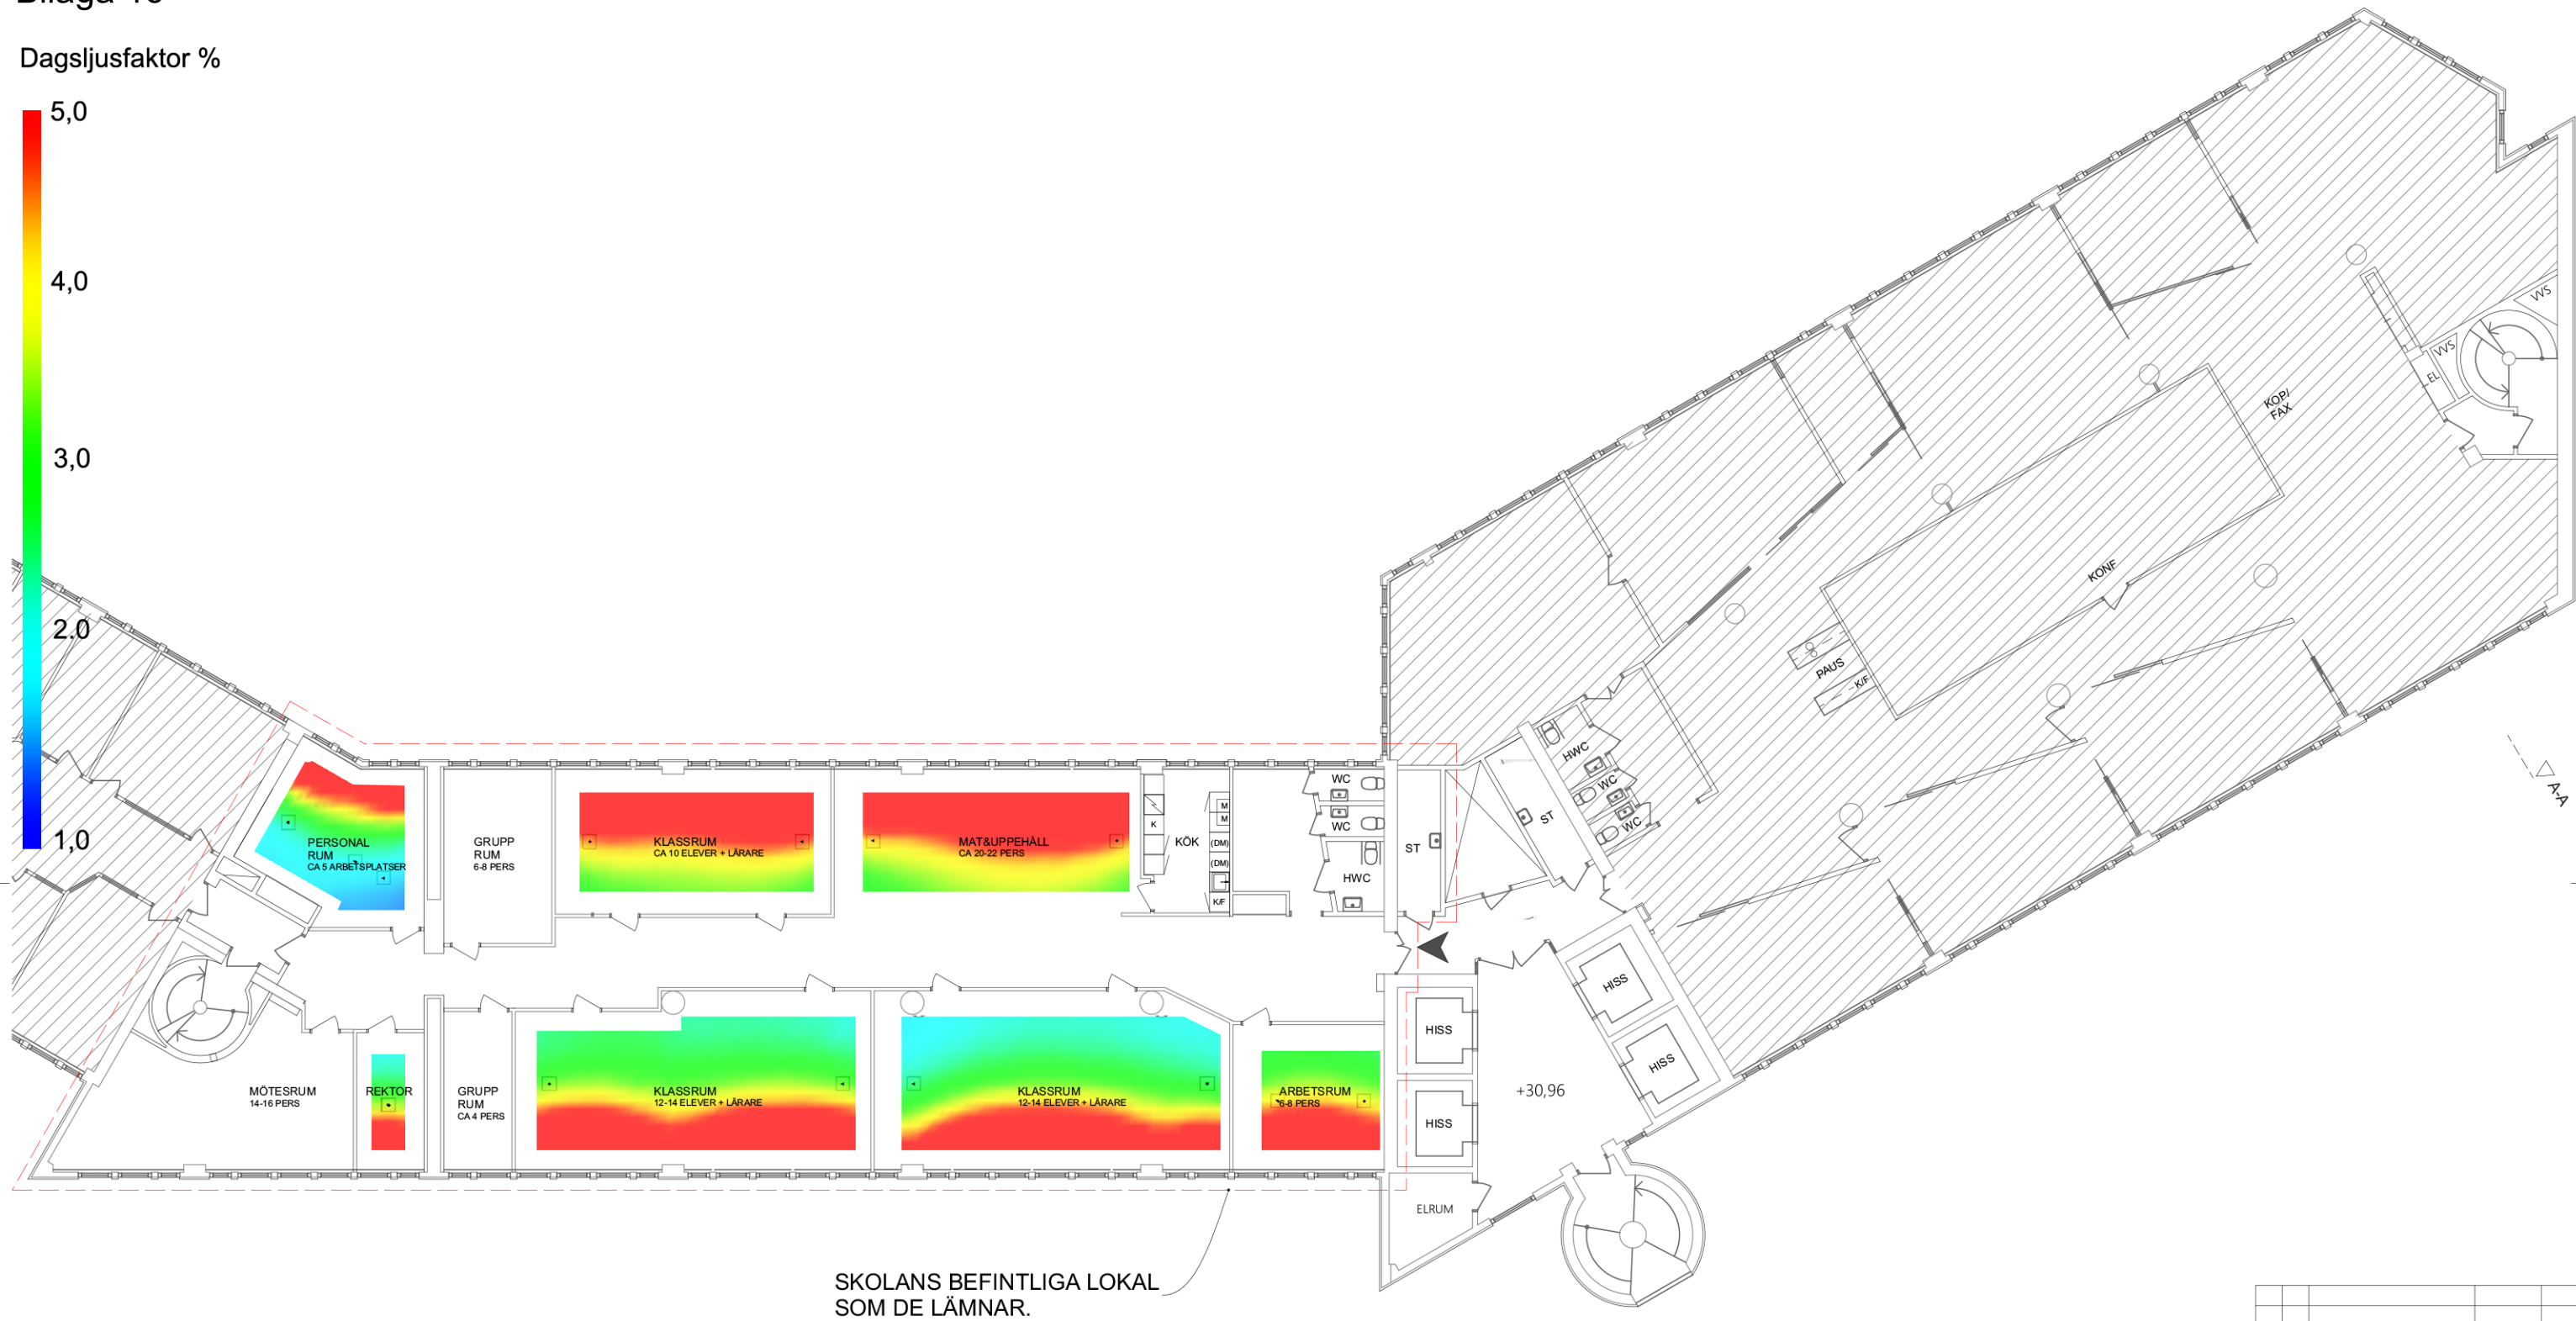 Dagsljusfaktor %
5,0
4,0
3,0
2.0
1,0
VVS
VVS
EL
KOP/
FAX
KONF
PAUS
K/F
A-A
HWC
WC
WC
ST
ST
WC
WC
HWC
M
M
K
(DM)
(DM)
K/F
KÖK
PERSONAL
RUM
CA 5 ARBETSPLATSER
GRUPP
RUM
6-8 PERS
KLASSRUM
CA 10 ELEVER + LÄRARE
MAT&UPPEHÅLL
CA 20-22 PERS
HISS
HISS
HISS
HISS
+30,96
MÖTESRUM
14-16 PERS
REKTOR
GRUPP
RUM
CA 4 PERS
KLASSRUM
12-14 ELEVER + LÄRARE
KLASSRUM
12-14 ELEVER + LÄRARE
ARBETSRUM
6-8 PERS
ELRUM
SKOLANS BEFINTLIGA LOKAL
SOM DE LÄMNAR.